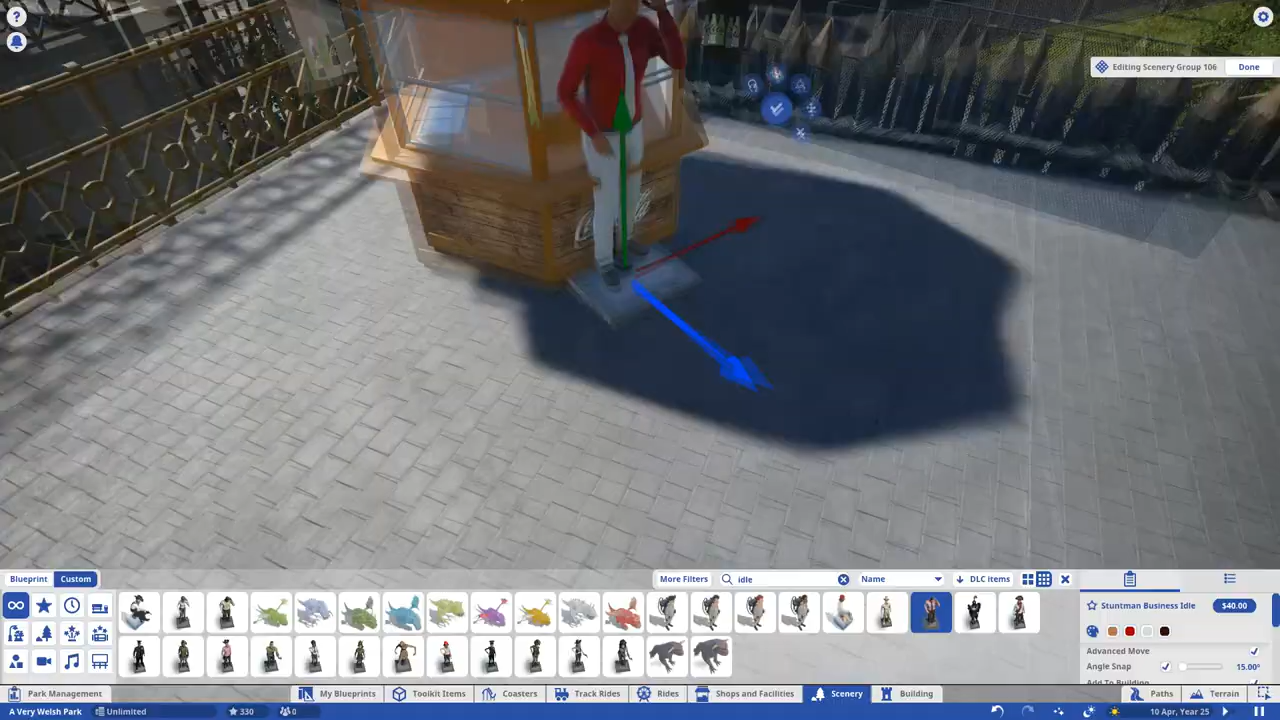 Editing Scenery Group 106
Done
Blueprint
Custom
More Filters
idle
Name
DLC items
Stuntman Business Idle
$40.00
Advanced Move
Angle Snap
15.00°
Park Management
My Blueprints
Toolkit Items
Coasters
Track Rides
Rides
Shops and Facilities
Scenery
Building
Paths
Terrain
A Very Welsh Park
Unlimited
330
0
10 Apr, Year 25